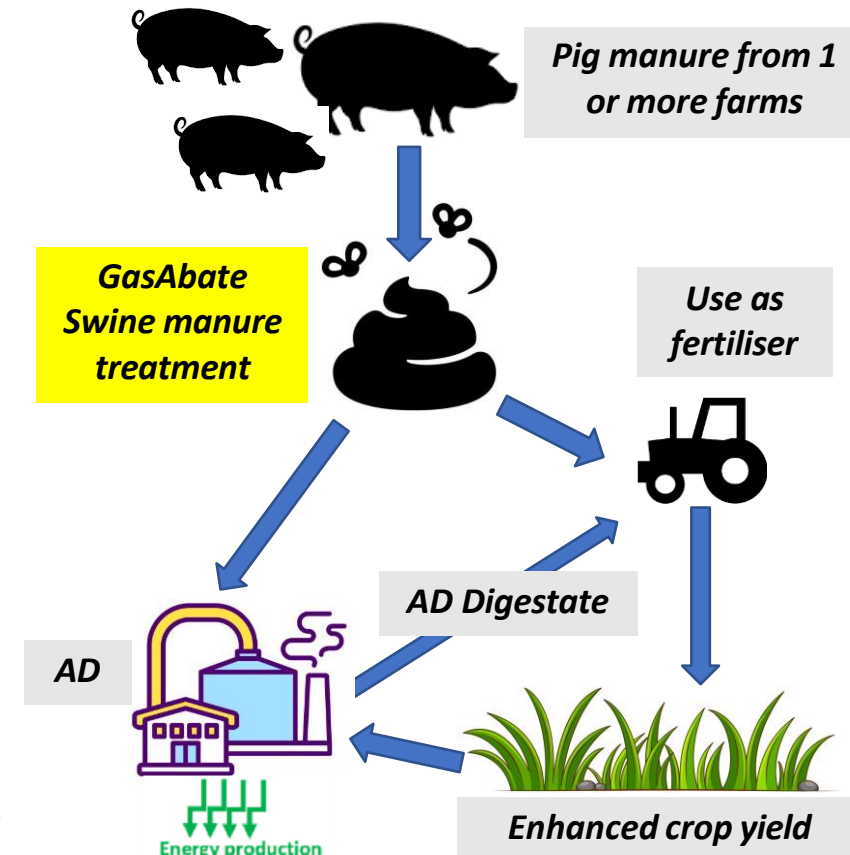 Pig manure from 1
or more farms
GasAbate
Swine manure
treatment
Use as
fertiliser
AD Digestate
AD
Enhanced crop yield
Energy production